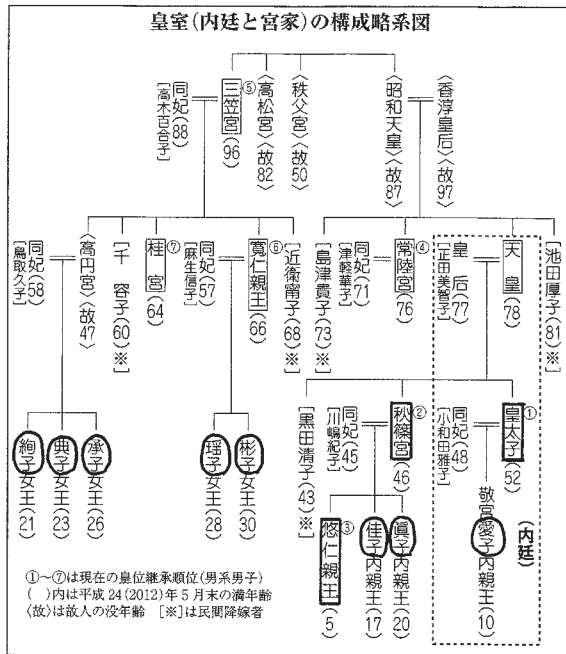 皇室(内廷と宮家)の構成略系図
〈香淳皇后〉〈故97〉
〈昭和天皇〉〈故87〉
〈秩父宮〉〈故50〉
〈高松宮〉〈故82〉
⑤
三笠宮(96)
同妃(88)
[高木百合子]
[池田厚子](81)[※]
天皇(78)
皇后(77)
[正田美智子]
④
常陸宮(76)
同妃(71)
[津軽華子]
[島津貴子](73)[※]
[近衛甯子](68)[※]
⑥
寛仁親王(66)
同妃(57)
[麻生信子]
⑦
桂宮(64)
[千容子](60)[※]
〈高円宮〉〈故47〉
同妃(58)
[鳥取久子]
①
皇太子(52)
同妃(48)
[小和田雅子]
②
秋篠宮(46)
同妃(45)
[川嶋紀子]
[黒田清子](43)[※]
(内廷)
敬宮愛子内親王(10)
眞子内親王(20)
佳子内親王(17)
③
悠仁親王(5)
彬子女王(30)
瑶子女王(28)
承子女王(26)
典子女王(23)
絢子女王(21)
①〜⑦は現在の皇位継承順位(男系男子)
( )内は平成24(2012)年5月末の満年齢
〈故〉は故人の没年齢 [※]は民間降嫁者